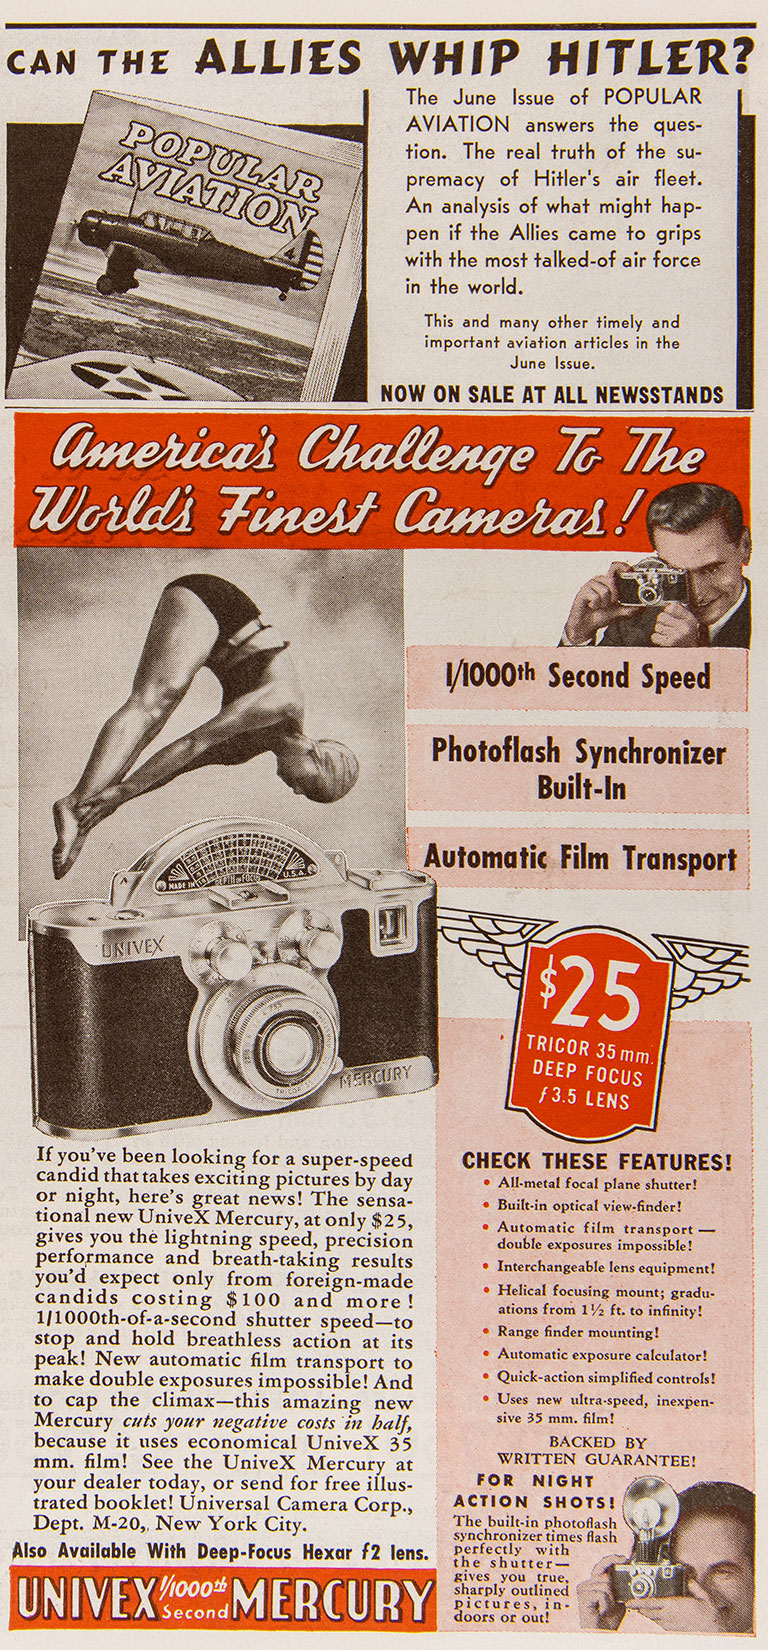 CAN THE ALLIES WHIP HITLER?
POPULAR
AVIATION
4
The June Issue of POPULAR
AVIATION answers the ques-
tion. The real truth of the su-
premacy of Hitler's air fleet.
An analysis of what might hap-
pen if the Allies came to grips
with the most talked-of air force
in the world.
This and many other timely and
important aviation articles in the
June Issue.
NOW ON SALE AT ALL NEWSSTANDS
America's Challenge To The
World's Finest Cameras!
1/1000th Second Speed
Photoflash Synchronizer
Built-In
Automatic Film Transport
MADE IN
DEPTH OF FOCUS
U.S.A.
UNIVEX
TRICOR
MERCURY
$25
TRICOR 35 mm.
DEEP FOCUS
f 3.5 LENS
If you've been looking for a super-speed
candid that takes exciting pictures by day
or night, here's great news! The sensa-
tional new UniveX Mercury, at only $25,
gives you the lightning speed, precision
performance and breath-taking results
you'd expect only from foreign-made
candids costing $100 and more!
1/1000th-of-a-second shutter speed—to
stop and hold breathless action at its
peak! New automatic film transport to
make double exposures impossible! And
to cap the climax—this amazing new
Mercury cuts your negative costs in half,
because it uses economical UniveX 35
mm. film! See the UniveX Mercury at
your dealer today, or send for free illus-
trated booklet! Universal Camera Corp.,
Dept. M-20, New York City.
Also Available With Deep-Focus Hexar f2 lens.
UNIVEX 1/1000th Second MERCURY
CHECK THESE FEATURES!
• All-metal focal plane shutter!
• Built-in optical view-finder!
• Automatic film transport —
double exposures impossible!
• Interchangeable lens equipment!
• Helical focusing mount; gradu-
ations from 1½ ft. to infinity!
• Range finder mounting!
• Automatic exposure calculator!
• Quick-action simplified controls!
• Uses new ultra-speed, inexpen-
sive 35 mm. film!
BACKED BY
WRITTEN GUARANTEE!
FOR NIGHT
ACTION SHOTS!
The built-in photoflash
synchronizer times flash
perfectly with
the shutter—
gives you true,
sharply outlined
pictures, in-
doors or out!